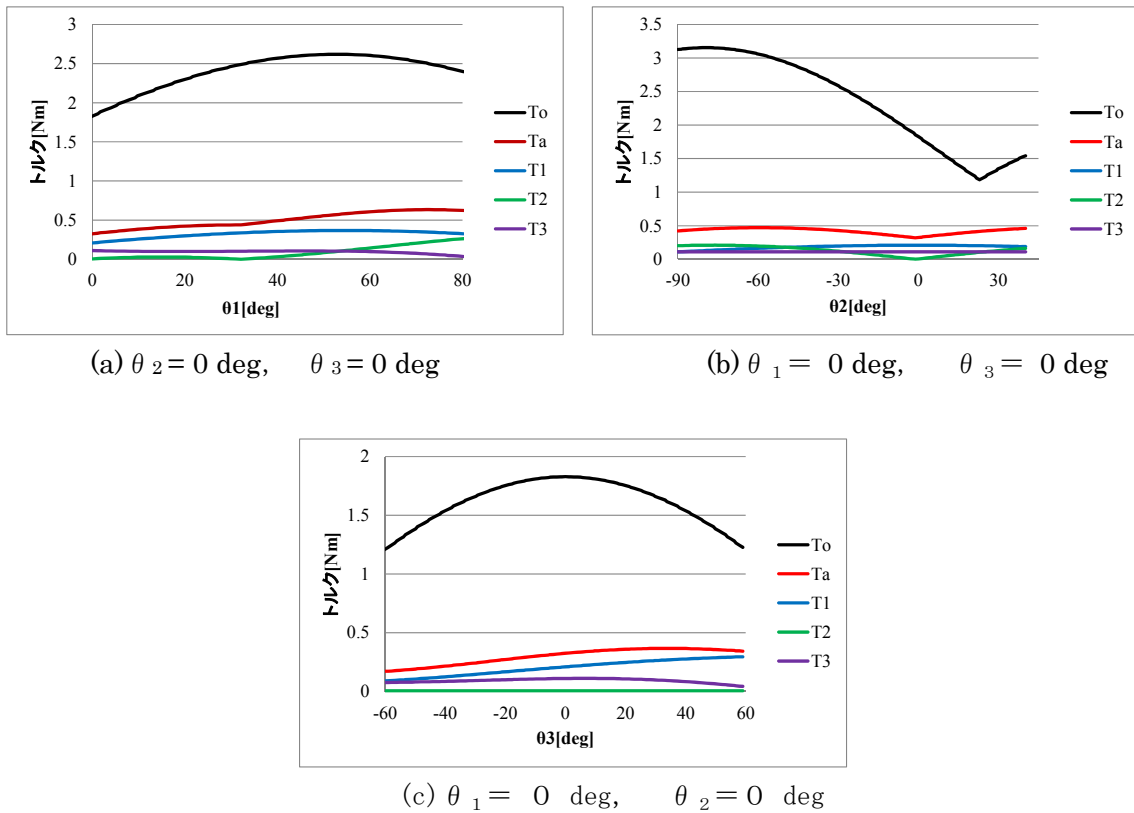 3
2.5
2
1.5
1
0.5
0
0 20 40 60 80
トルク[Nm]
θ1[deg]
To
Ta
T1
T2
T3
(a) θ 2 = 0 deg, θ 3 = 0 deg
3.5
3
2.5
2
1.5
1
0.5
0
-90 -60 -30 0 30
トルク[Nm]
θ2[deg]
To
Ta
T1
T2
T3
(b) θ 1 = 0 deg, θ 3 = 0 deg
2
1.5
1
0.5
0
-60 -40 -20 0 20 40 60
トルク[Nm]
θ3[deg]
To
Ta
T1
T2
T3
(c) θ 1 = 0 deg, θ 2 = 0 deg